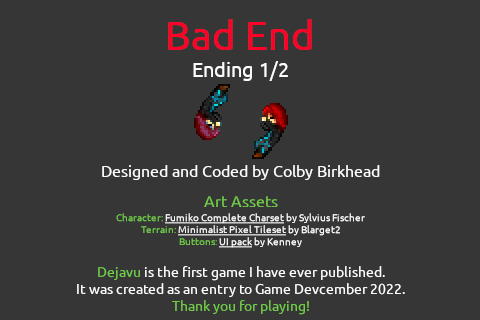 Bad End
Ending 1/2
Designed and Coded by Colby Birkhead
Art Assets
Character: Fumiko Complete Charset by Sylvius Fischer
Terrain: Minimalist Pixel Tileset by Blarget2
Buttons: UI pack by Kenney
Dejavu is the first game I have ever published.
It was created as an entry to Game Devcember 2022.
Thank you for playing!